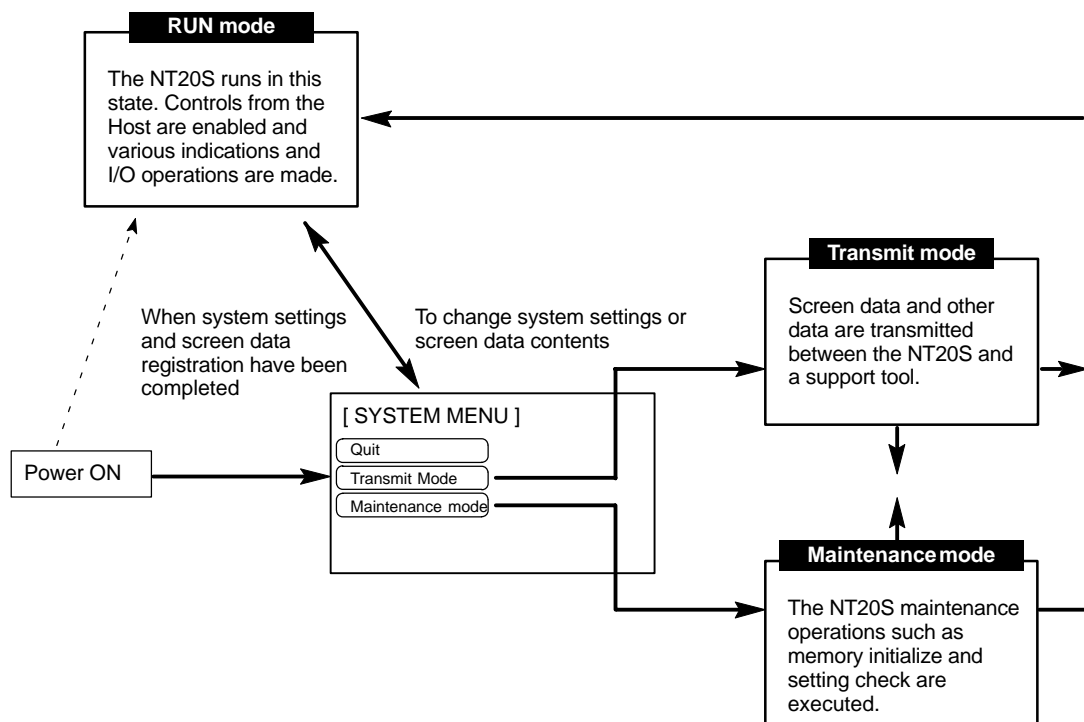 RUN mode
The NT20S runs in this
state. Controls from the
Host are enabled and
various indications and
I/O operations are made.
Transmit mode
Screen data and other
data are transmitted
between the NT20S and
a support tool.
When system settings
and screen data
registration have been
completed
To change system settings or
screen data contents
[ SYSTEM MENU ]
Quit
Transmit Mode
Maintenance mode
Power ON
Maintenance mode
The NT20S maintenance
operations such as
memory initialize and
setting check are
executed.